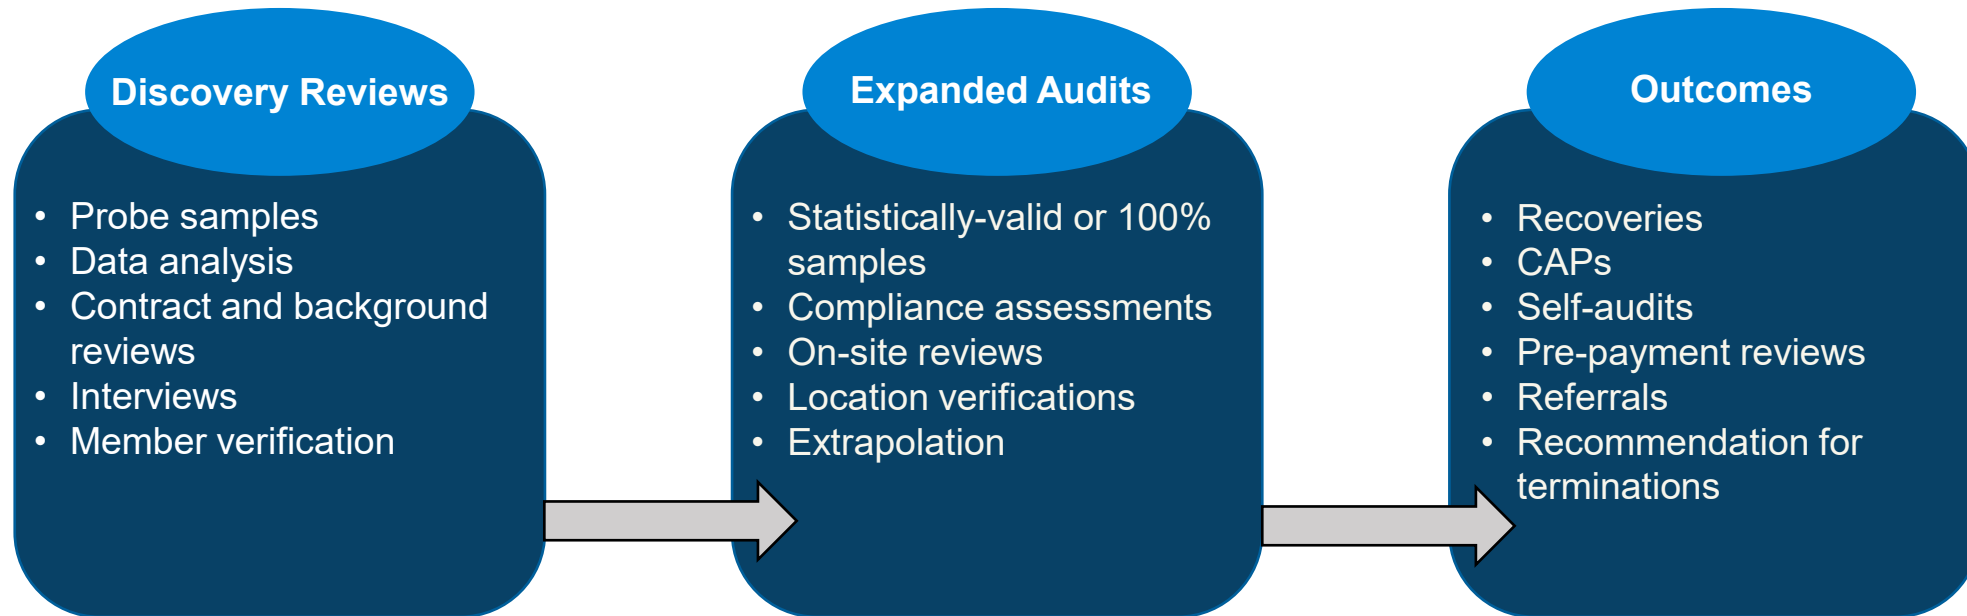 Discovery Reviews
• Probe samples
• Data analysis
• Contract and background
reviews
• Interviews
• Member verification
Expanded Audits
• Statistically-valid or 100%
samples
• Compliance assessments
• On-site reviews
• Location verifications
• Extrapolation
Outcomes
• Recoveries
• CAPs
• Self-audits
• Pre-payment reviews
• Referrals
• Recommendation for
terminations